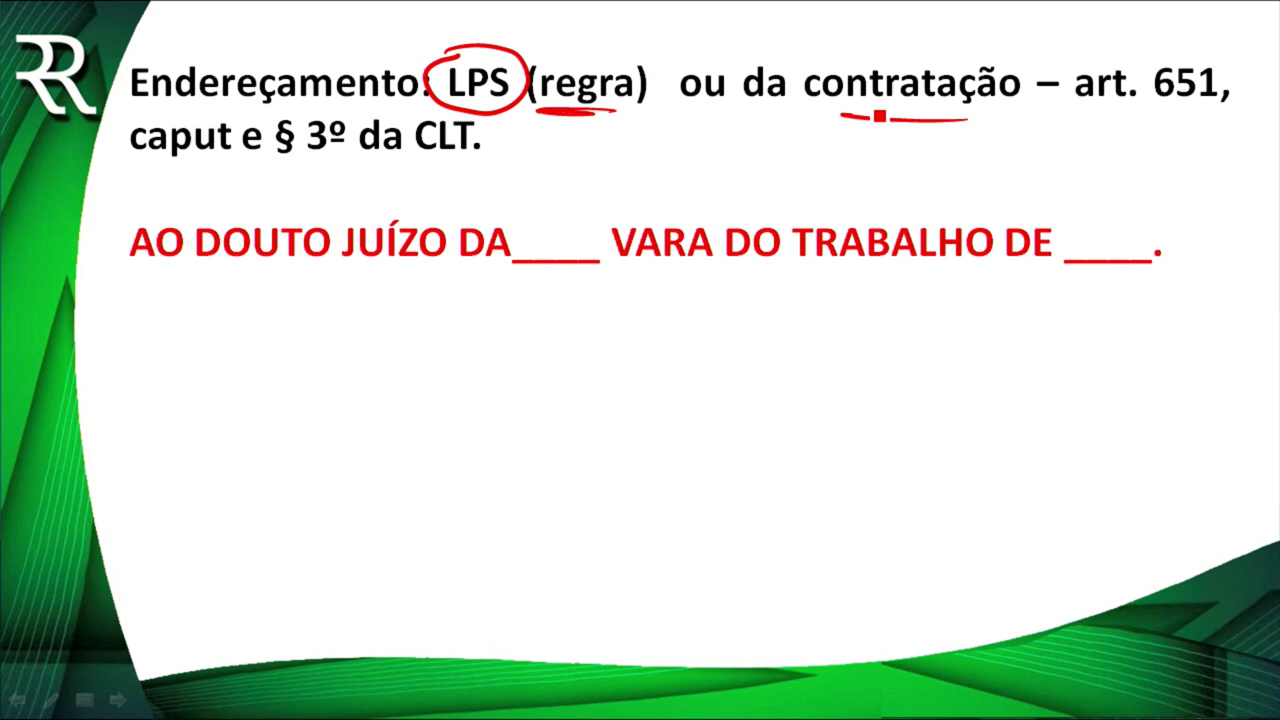 Endereçamento: LPS (regra) ou da contratação – art. 651,
caput e § 3º da CLT.
AO DOUTO JUÍZO DA____ VARA DO TRABALHO DE ____.